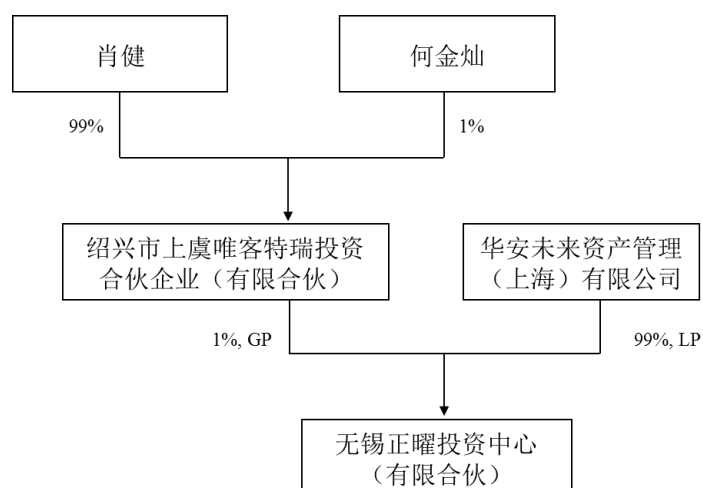 肖健
何金灿
99%
1%
绍兴市上虞唯客特瑞投资
合伙企业（有限合伙）
华安未来资产管理
（上海）有限公司
1%, GP
99%, LP
无锡正曜投资中心
（有限合伙）